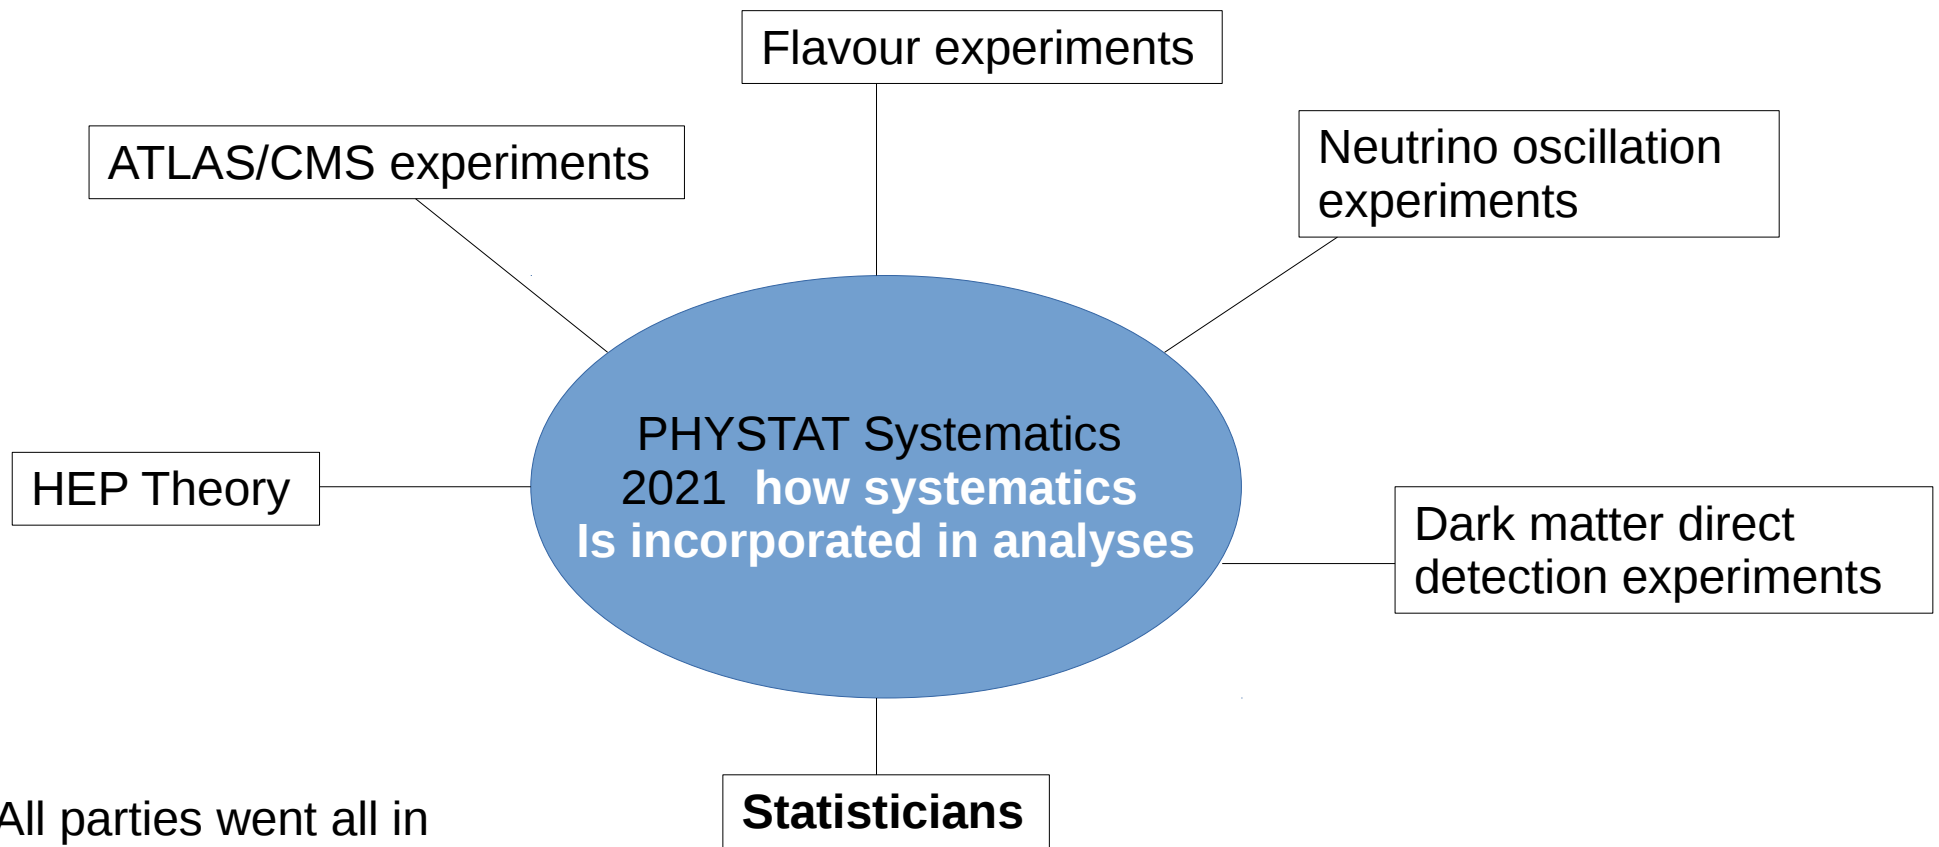 Flavour experiments
ATLAS/CMS experiments
Neutrino oscillation
experiments
PHYSTAT Systematics
2021 how systematics
Is incorporated in analyses
HEP Theory
Dark matter direct
detection experiments
Statisticians
All parties went all in